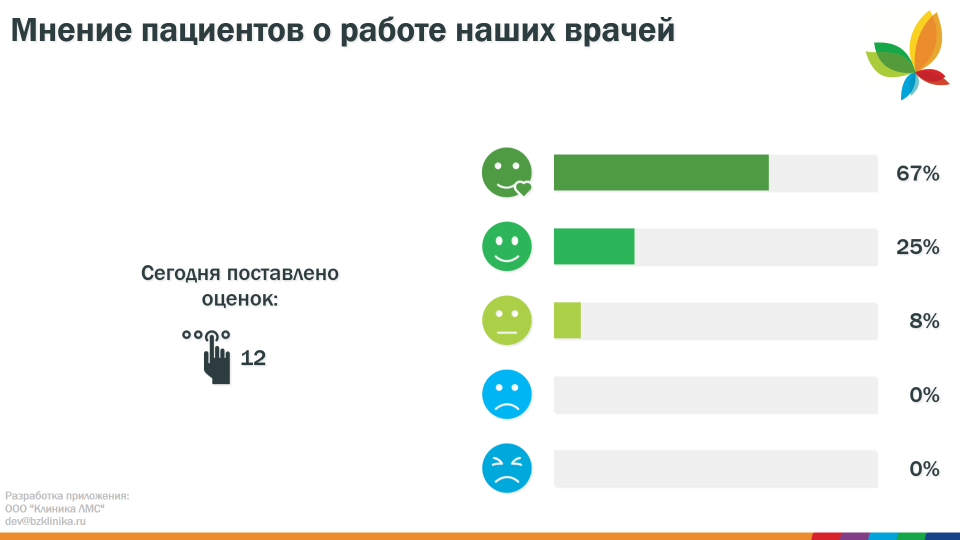 Мнение пациентов о работе наших врачей
67%
25%
Сегодня поставлено
оценок:
8%
12
0%
0%
Разработка приложения:
ООО "Клиника ЛМС"
dev@bzklinika.ru